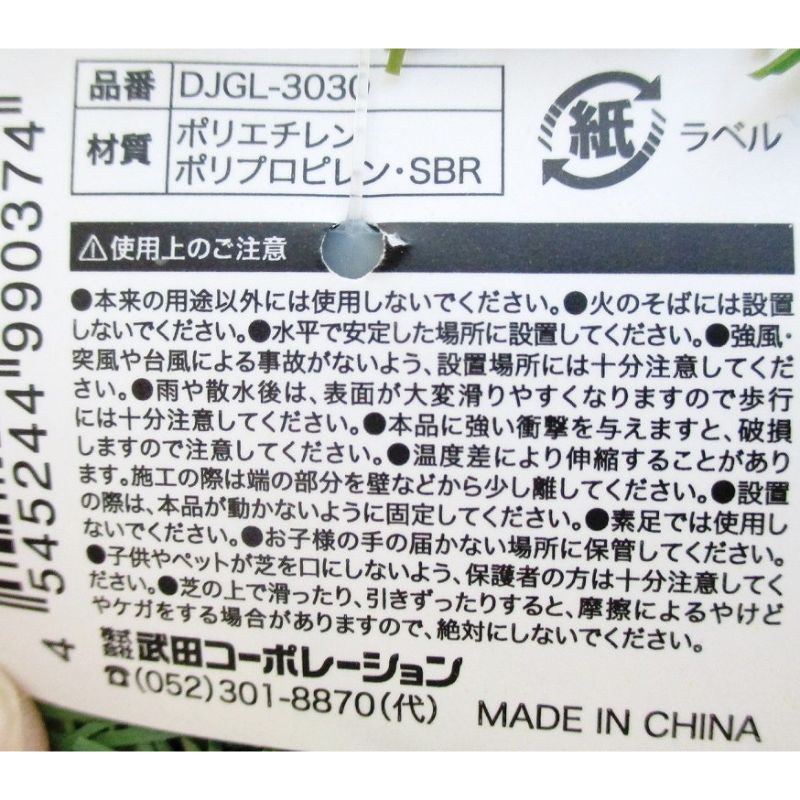 品番 DJGL-3030
材質 ポリエチレン
ポリプロピレン・SBR
紙 ラベル
⚠使用上のご注意
●本来の用途以外には使用しないでください。●火のそばには設置
しないでください。●水平で安定した場所に設置してください。●強風・
突風や台風による事故がないよう、設置場所には十分注意してくだ
さい。●雨や散水後は、表面が大変滑りやすくなりますので歩行
には十分注意してください。●本品に強い衝撃を与えますと、破損
しますので注意してください。●温度差により伸縮することがあり
ます。施工の際は端の部分を壁などから少し離してください。●設置
の際は、本品が動かないように固定してください。●素足では使用し
ないでください。●お子様の手の届かない場所に保管してください。
●子供やペットが芝を口にしないよう、保護者の方は十分注意してく
ださい。●芝の上で滑ったり、引きずったりすると、摩擦によるやけど
やケガをする場合がありますので、絶対にしないでください。
株式会社 武田コーポレーション
☎(052)301-8870(代)
MADE IN CHINA
4 545244 990374